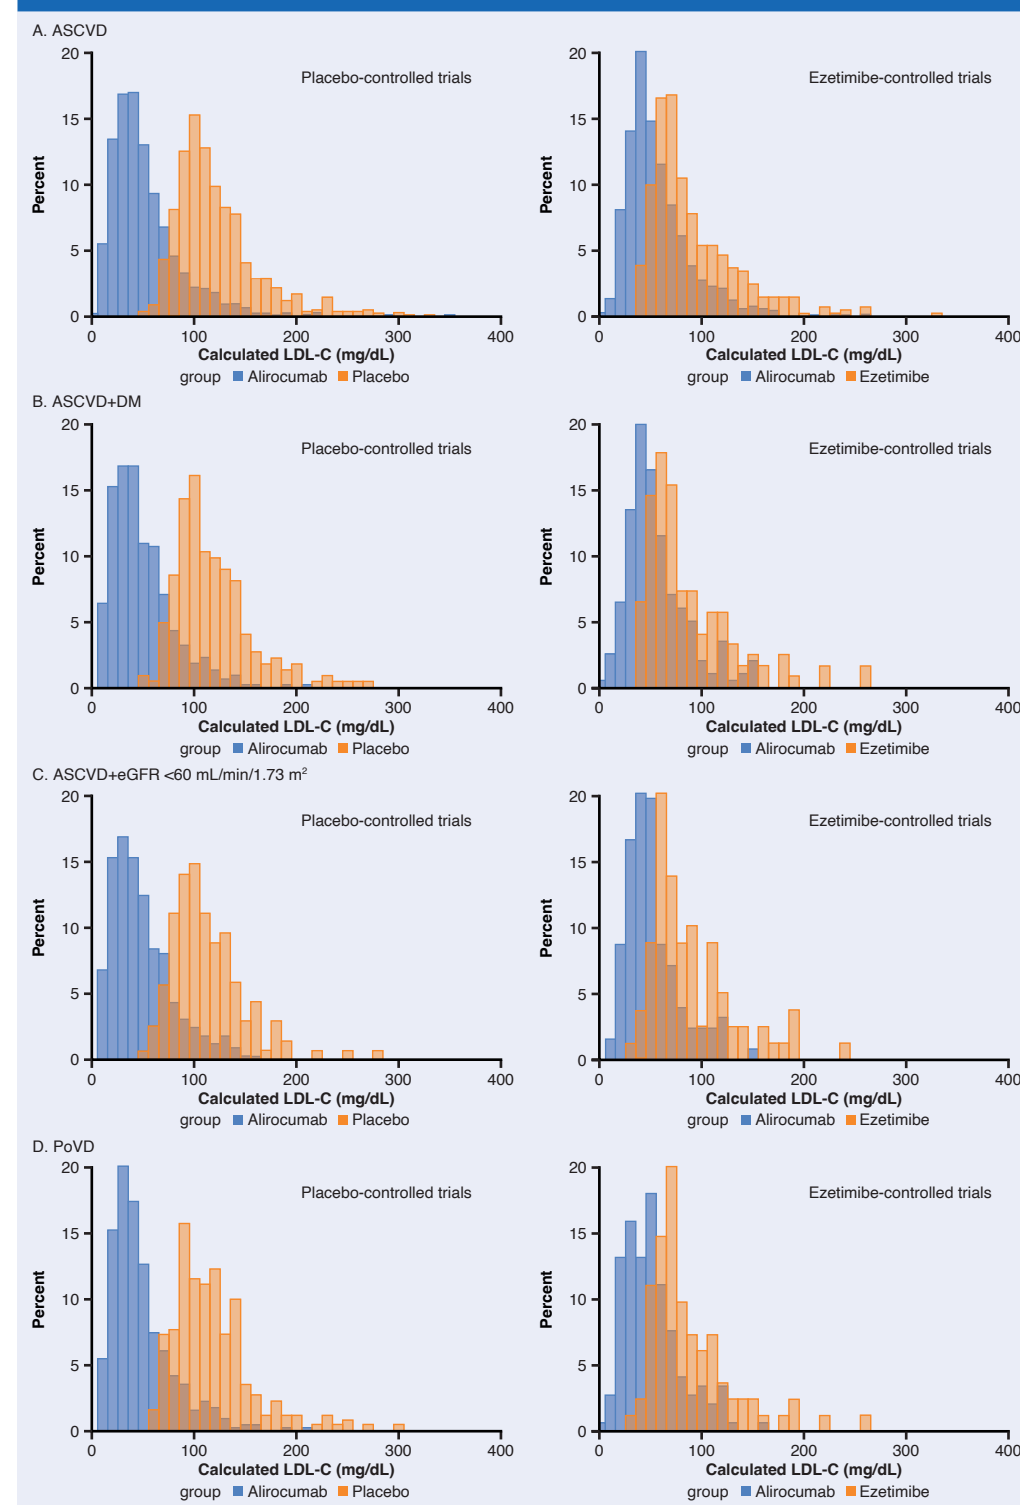 A. ASCVD
Placebo-controlled trials
Percent
20
15
10
5
0
0 100 200 300 400
Calculated LDL-C (mg/dL)
group Alirocumab Placebo
Ezetimibe-controlled trials
Percent
20
15
10
5
0
0 100 200 300 400
Calculated LDL-C (mg/dL)
group Alirocumab Ezetimibe
B. ASCVD+DM
Placebo-controlled trials
Percent
20
15
10
5
0
0 100 200 300 400
Calculated LDL-C (mg/dL)
group Alirocumab Placebo
Ezetimibe-controlled trials
Percent
20
15
10
5
0
0 100 200 300 400
Calculated LDL-C (mg/dL)
group Alirocumab Ezetimibe
C. ASCVD+eGFR <60 mL/min/1.73 m²
Placebo-controlled trials
Percent
20
15
10
5
0
0 100 200 300 400
Calculated LDL-C (mg/dL)
group Alirocumab Placebo
Ezetimibe-controlled trials
Percent
20
15
10
5
0
0 100 200 300 400
Calculated LDL-C (mg/dL)
group Alirocumab Ezetimibe
D. PoVD
Placebo-controlled trials
Percent
20
15
10
5
0
0 100 200 300 400
Calculated LDL-C (mg/dL)
group Alirocumab Placebo
Ezetimibe-controlled trials
Percent
20
15
10
5
0
0 100 200 300 400
Calculated LDL-C (mg/dL)
group Alirocumab Ezetimibe